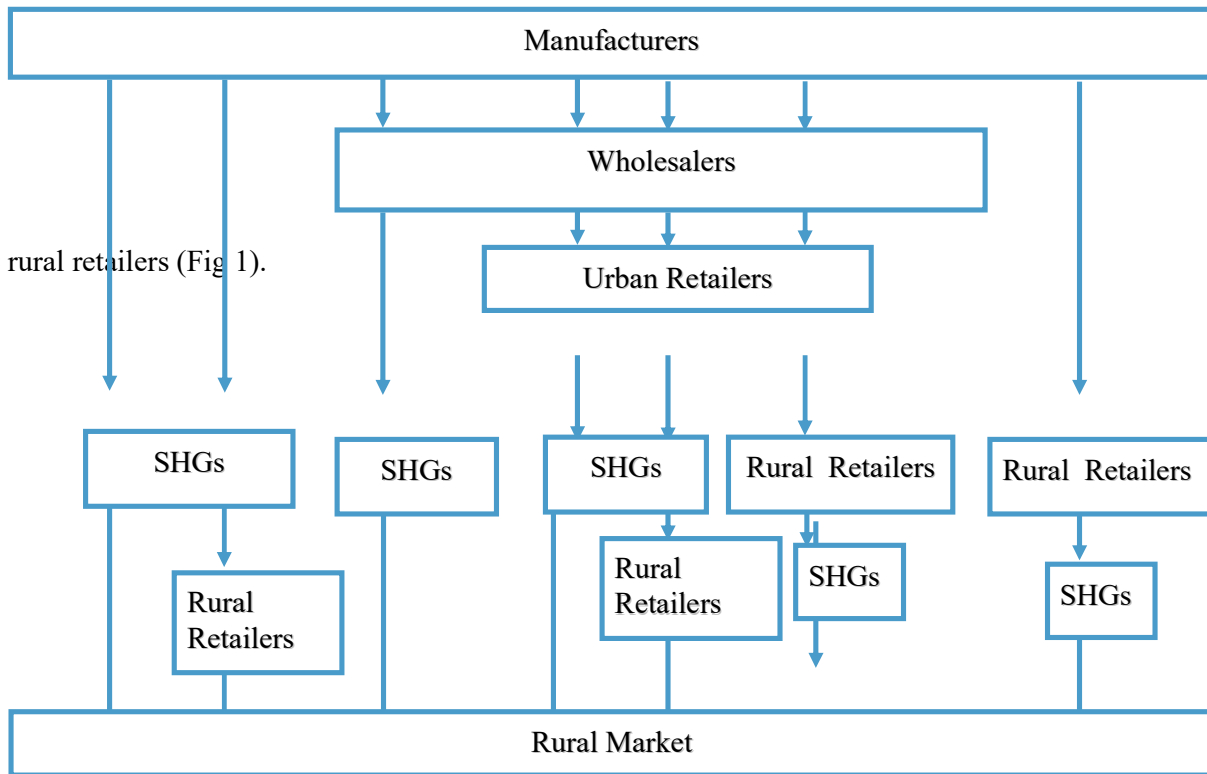 Manufacturers
Wholesalers
rural retailers (Fig 1).
Urban Retailers
SHGs
SHGs
SHGs
Rural Retailers
Rural Retailers
Rural
Retailers
Rural
Retailers
SHGs
SHGs
Rural Market